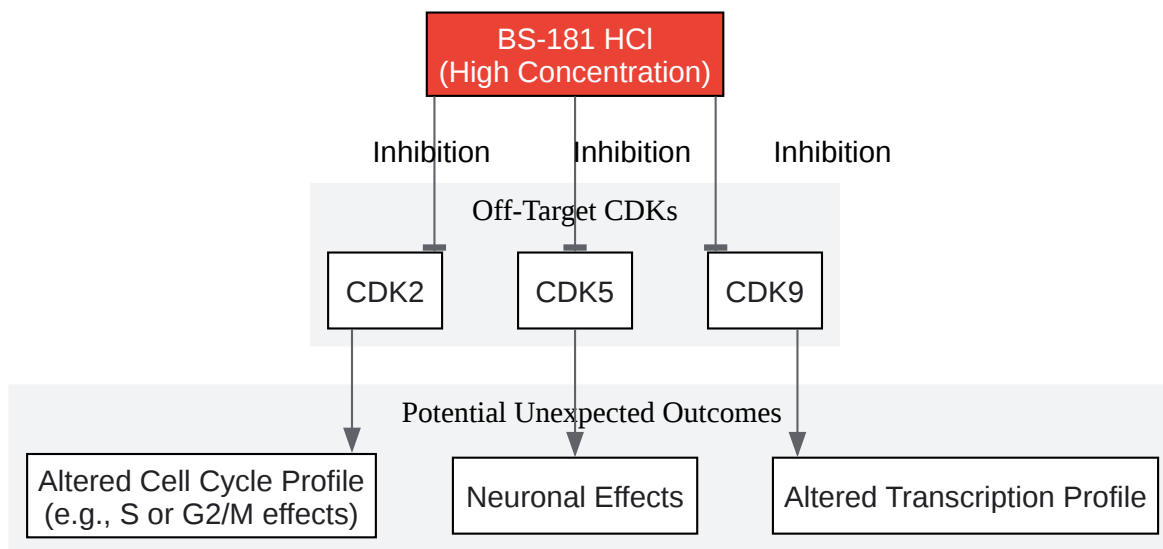 BS-181 HCl
(High Concentration)
Inhibition
Inhibition
Inhibition
Off-Target CDKs
CDK2
CDK5
CDK9
Potential Unexpected Outcomes
Altered Cell Cycle Profile
(e.g., S or G2/M effects)
Neuronal Effects
Altered Transcription Profile